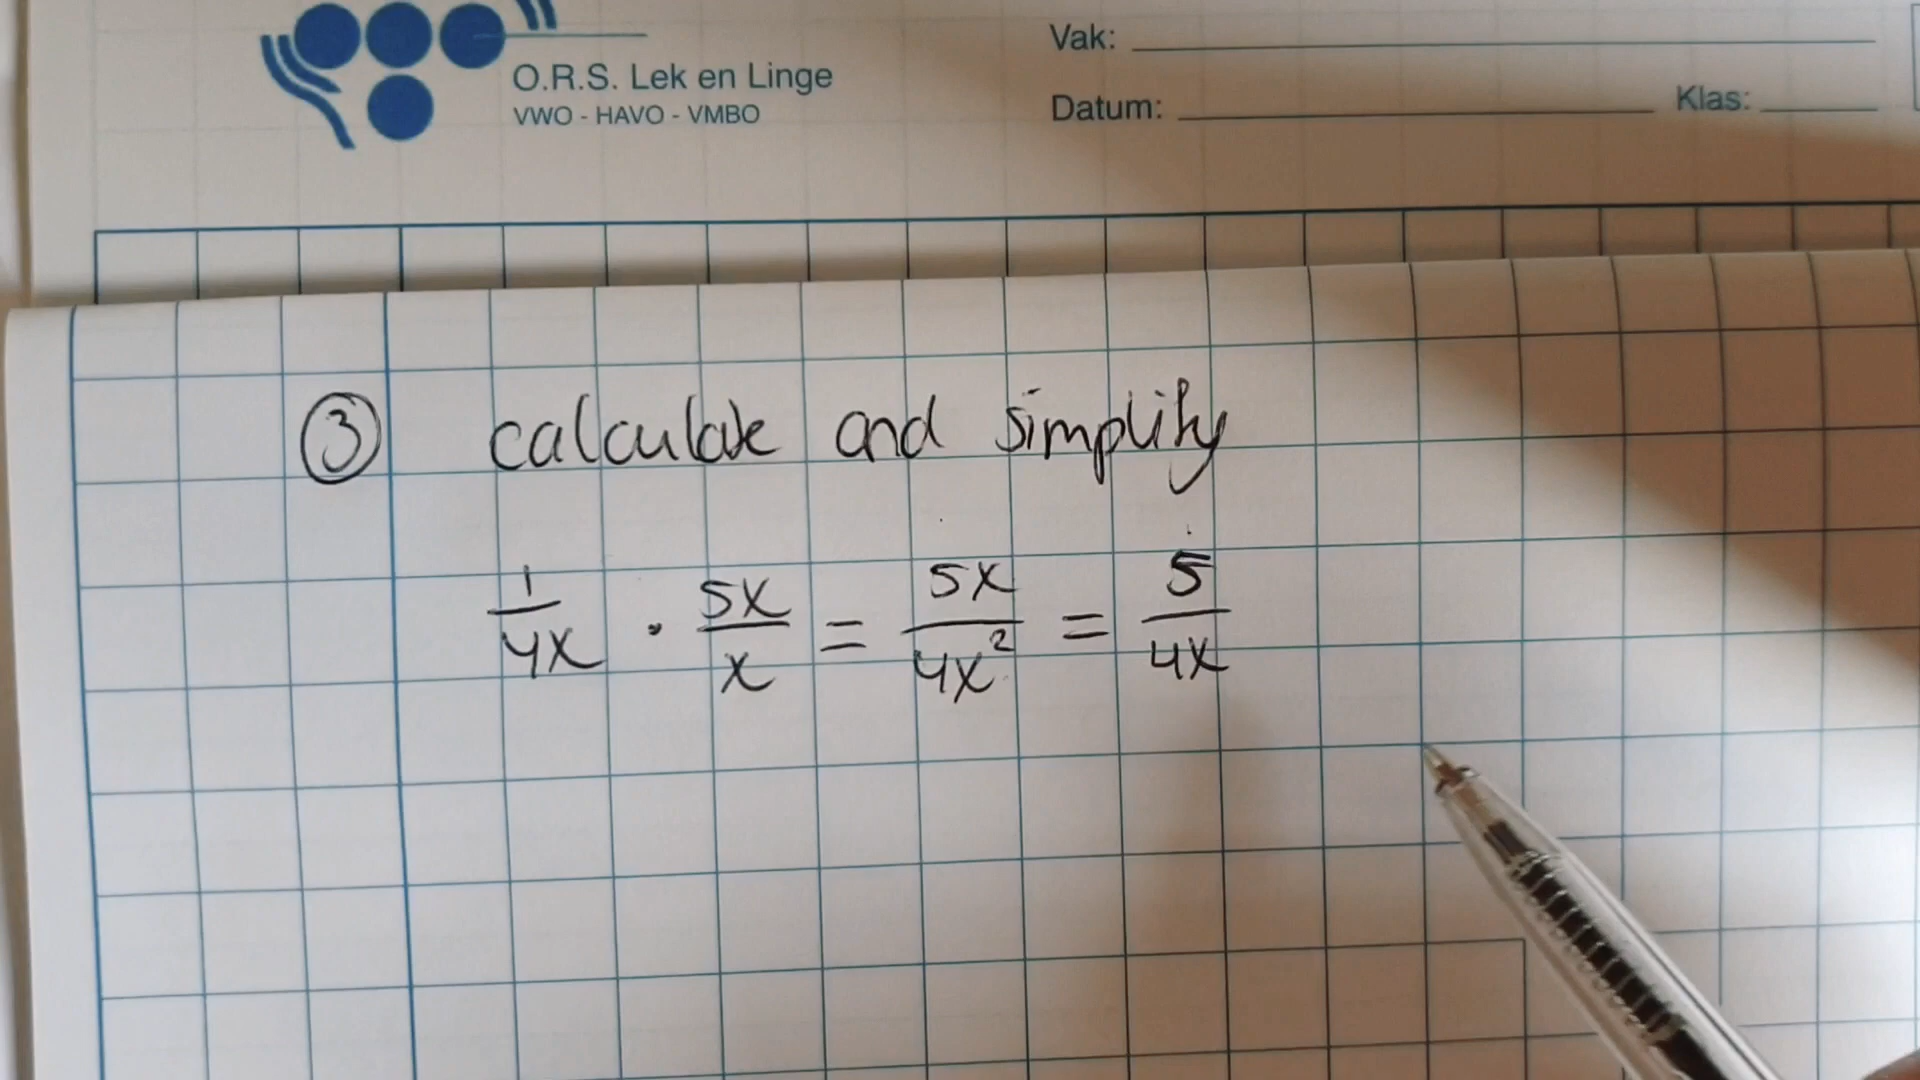 O.R.S. Lek en Linge
VWO - HAVO - VMBO
Vak:
Datum: Klas:
③ calculate and simplify
1/4x · 5x/x = 5x/4x² = 5/4x